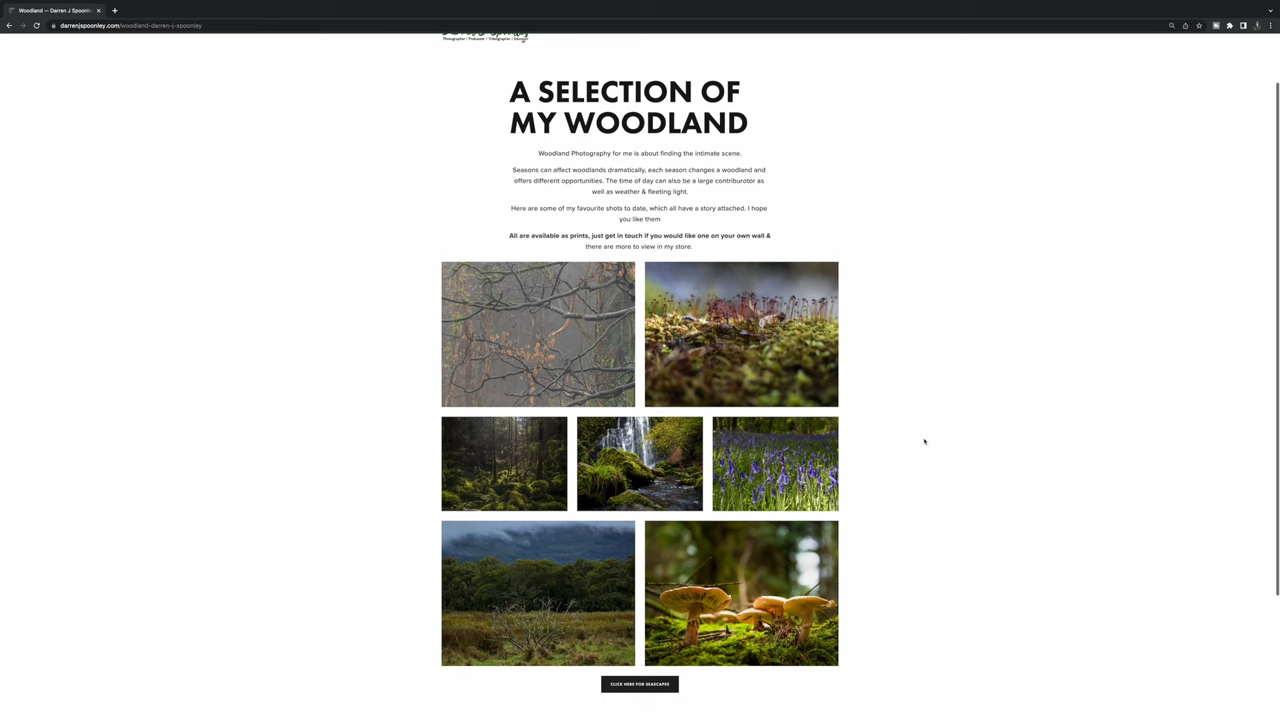 Woodland — Darren J Spoonle
darrenjspoonley.com/woodland-darren-j-spoonley
Photographer / Podcaster / Videographer / Educator
A SELECTION OF
MY WOODLAND
Woodland Photography for me is about finding the intimate scene.
Seasons can affect woodlands dramatically, each season changes a woodland and
offers different opportunities. The time of day can also be a large contriburotor as
well as weather & fleeting light.
Here are some of my favourite shots to date, which all have a story attached. I hope
you like them
All are available as prints, just get in touch if you would like one on your own wall &
there are more to view in my store.
CLICK HERE FOR SEASCAPES